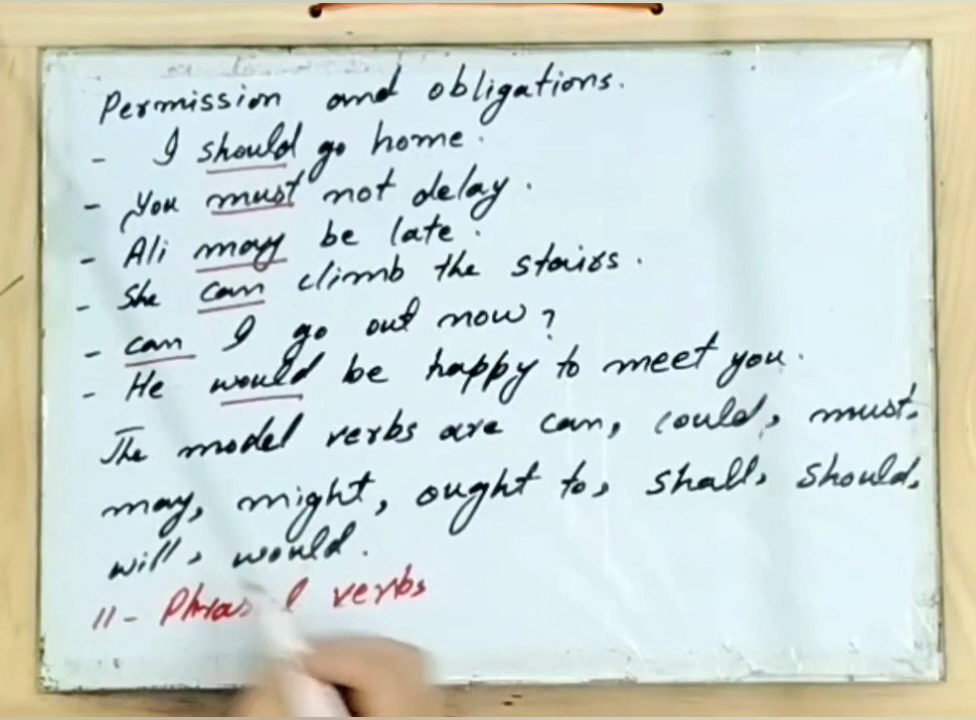 Permission and obligations.
- I should go home.
- You must not delay.
- Ali may be late.
- She can climb the stairs.
- can I go out now?
- He would be happy to meet you.
The model verbs are can, could, must,
may, might, ought to, shall, should,
will, would.
11- Phrasal verbs